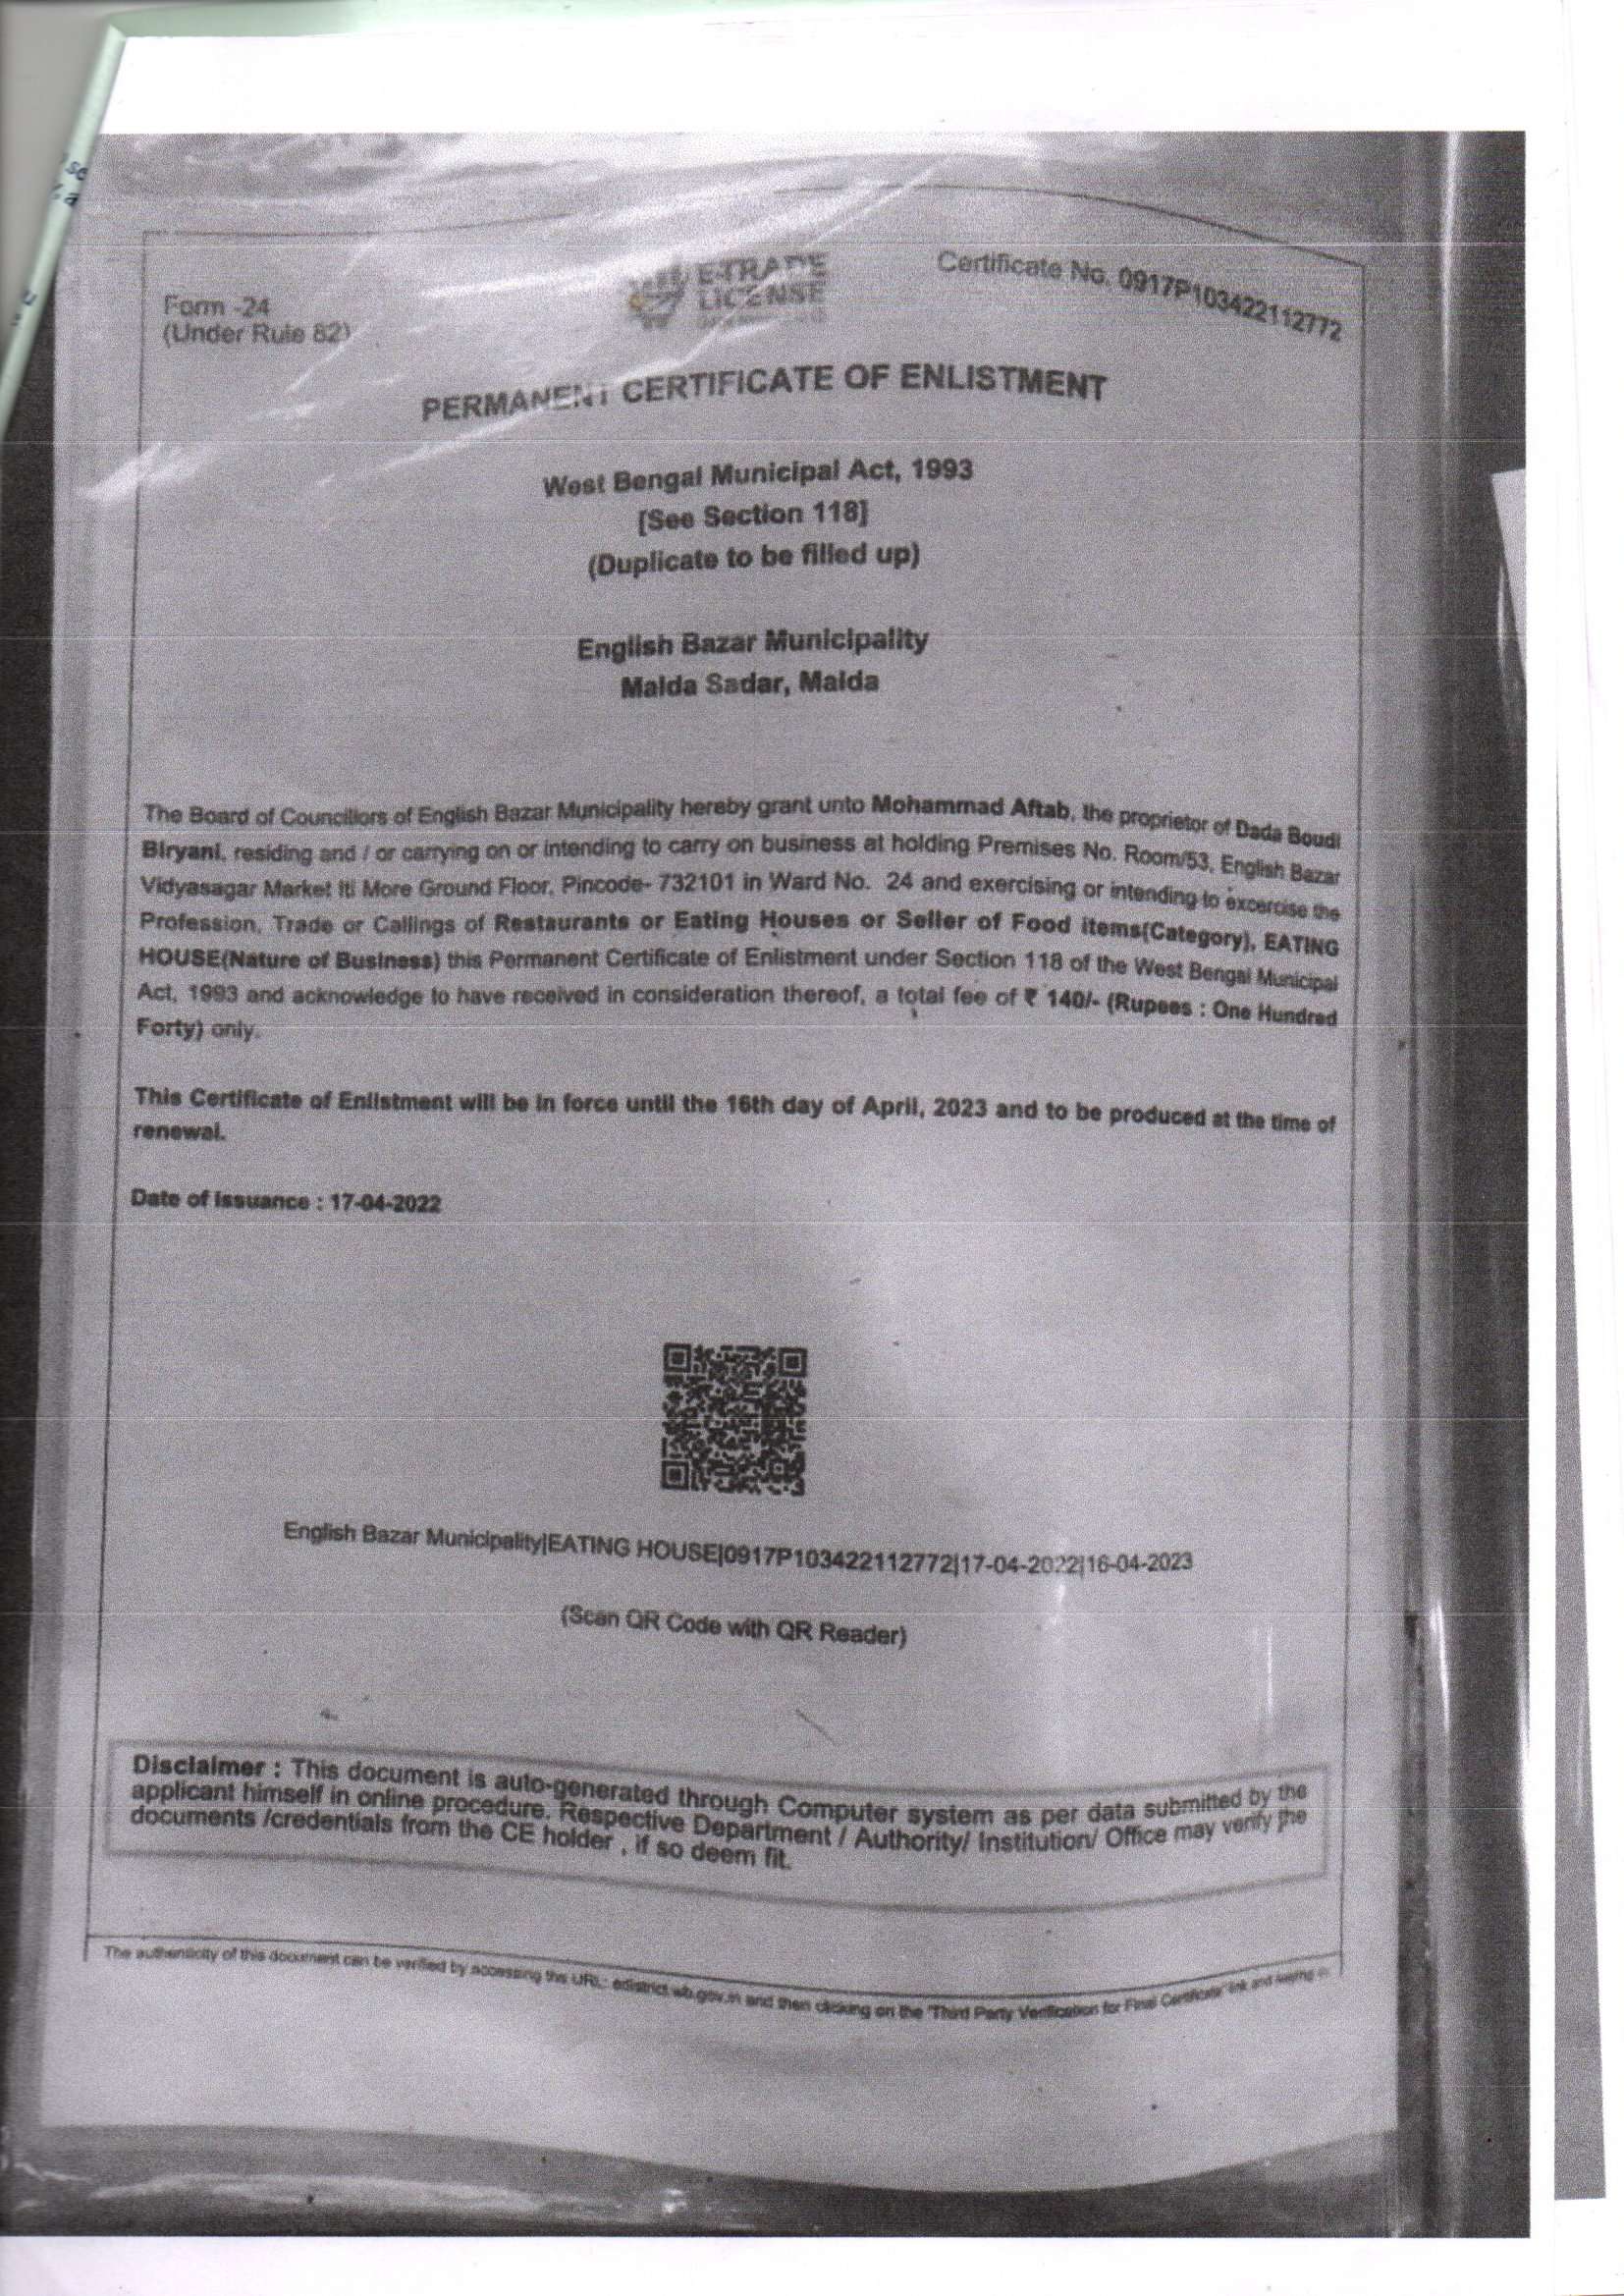 Form -24
(Under Rule 82)
E-TRADE
LICENSE
Certificate No. 0917P103422112772
PERMANENT CERTIFICATE OF ENLISTMENT
West Bengal Municipal Act, 1993
[See Section 118]
(Duplicate to be filled up)
English Bazar Municipality
Malda Sadar, Malda
The Board of Councillors of English Bazar Municipality hereby grant unto Mohammad Aftab, the proprietor of Dada Boudi
Biryani, residing and / or carrying on or intending to carry on business at holding Premises No. Room/53, English Bazar
Vidyasagar Market Iti More Ground Floor, Pincode- 732101 in Ward No. 24 and exercising or intending to excercise the
Profession, Trade or Callings of Restaurants or Eating Houses or Seller of Food items(Category), EATING
HOUSE(Nature of Business) this Permanent Certificate of Enlistment under Section 118 of the West Bengal Municipal
Act, 1993 and acknowledge to have received in consideration thereof, a total fee of ₹ 140/- (Rupees : One Hundred
Forty) only.
This Certificate of Enlistment will be in force until the 16th day of April, 2023 and to be produced at the time of
renewal.
Date of issuance : 17-04-2022
English Bazar Municipality|EATING HOUSE|0917P103422112772|17-04-2022|16-04-2023
(Scan QR Code with QR Reader)
Disclaimer : This document is auto-generated through Computer system as per data submitted by the
applicant himself in online procedure. Respective Department / Authority/ Institution/ Office may verify the
documents /credentials from the CE holder , if so deem fit.
The authenticity of this document can be verified by accessing this URL: edistrict.wb.gov.in and then clicking on the 'Third Party Verification for Final Certificate' link and